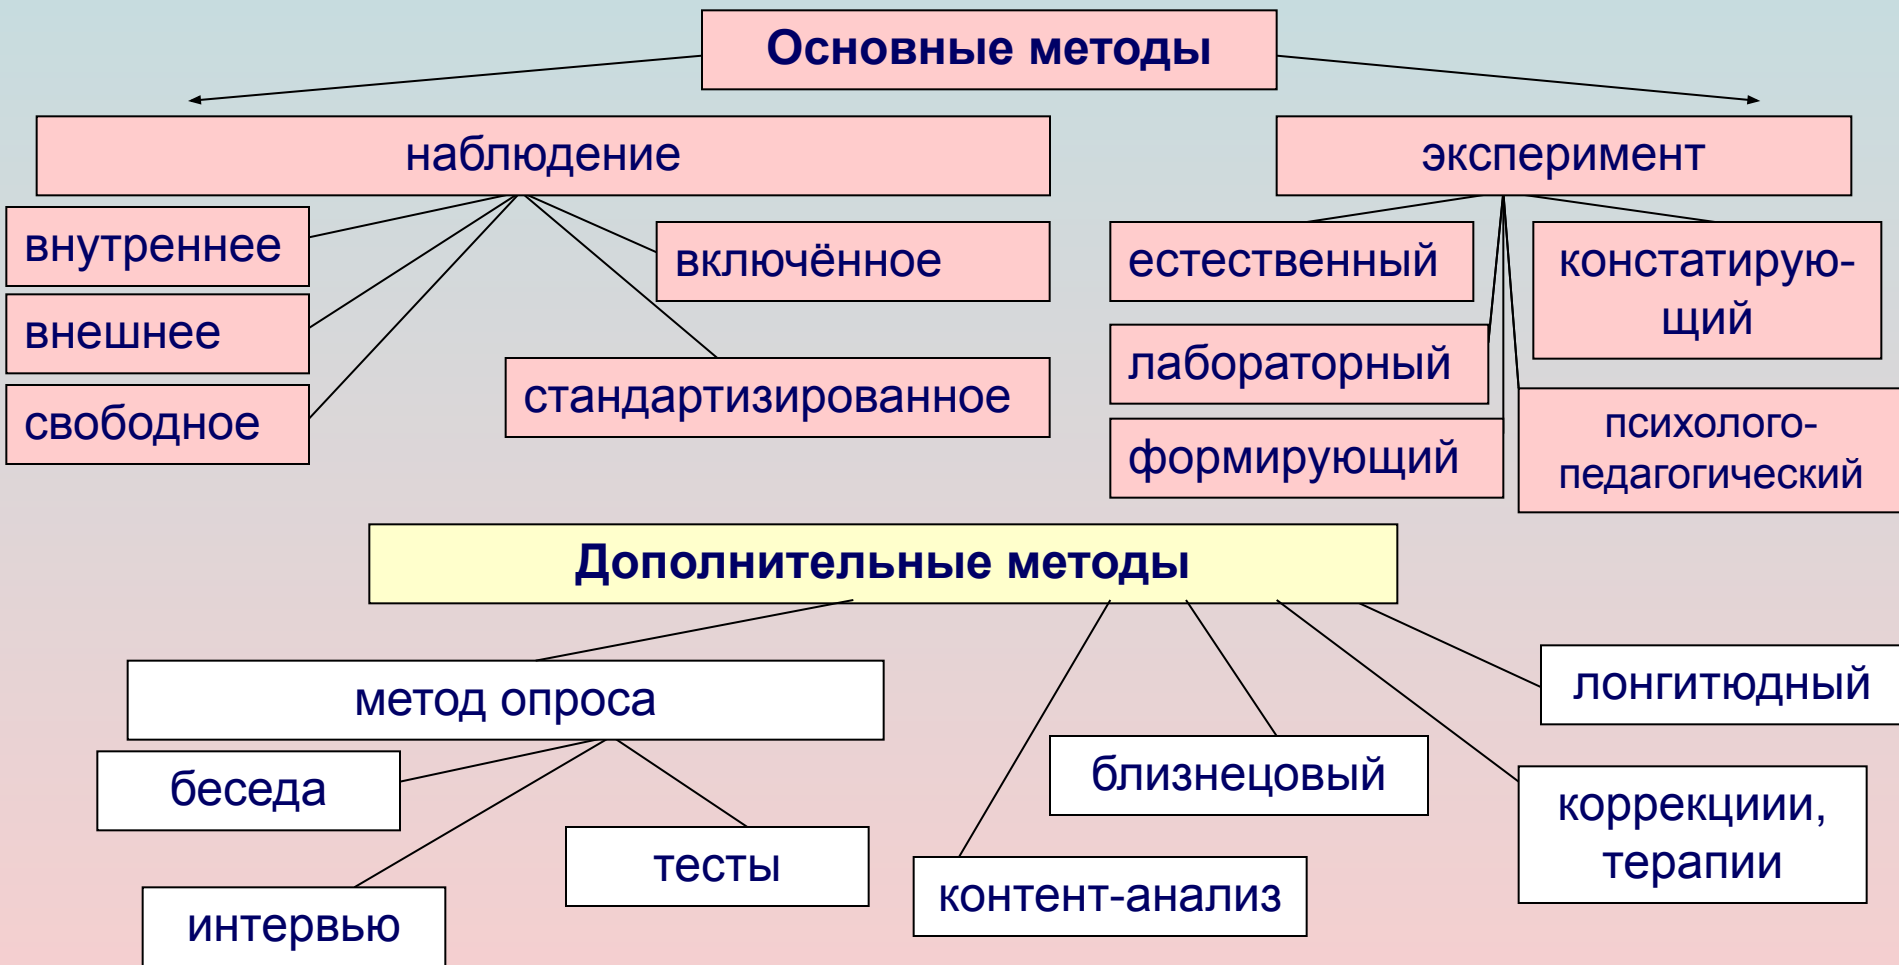 Основные методы
наблюдение
эксперимент
внутреннее
включённое
естественный
констатирую-
щий
внешнее
лабораторный
свободное
стандартизированное
формирующий
психолого-
педагогический
Дополнительные методы
метод опроса
лонгитюдный
беседа
близнецовый
коррекциии,
терапии
тесты
контент-анализ
интервью